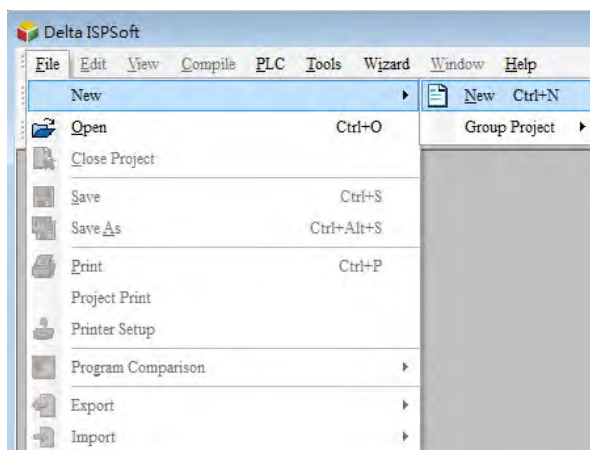 Delta ISPSoft
File Edit View Compile PLC Tools Wizard Window Help
New New Ctrl+N
Open Ctrl+O Group Project
Close Project
Save Ctrl+S
Save As Ctrl+Alt+S
Print Ctrl+P
Project Print
Printer Setup
Program Comparison
Export
Import